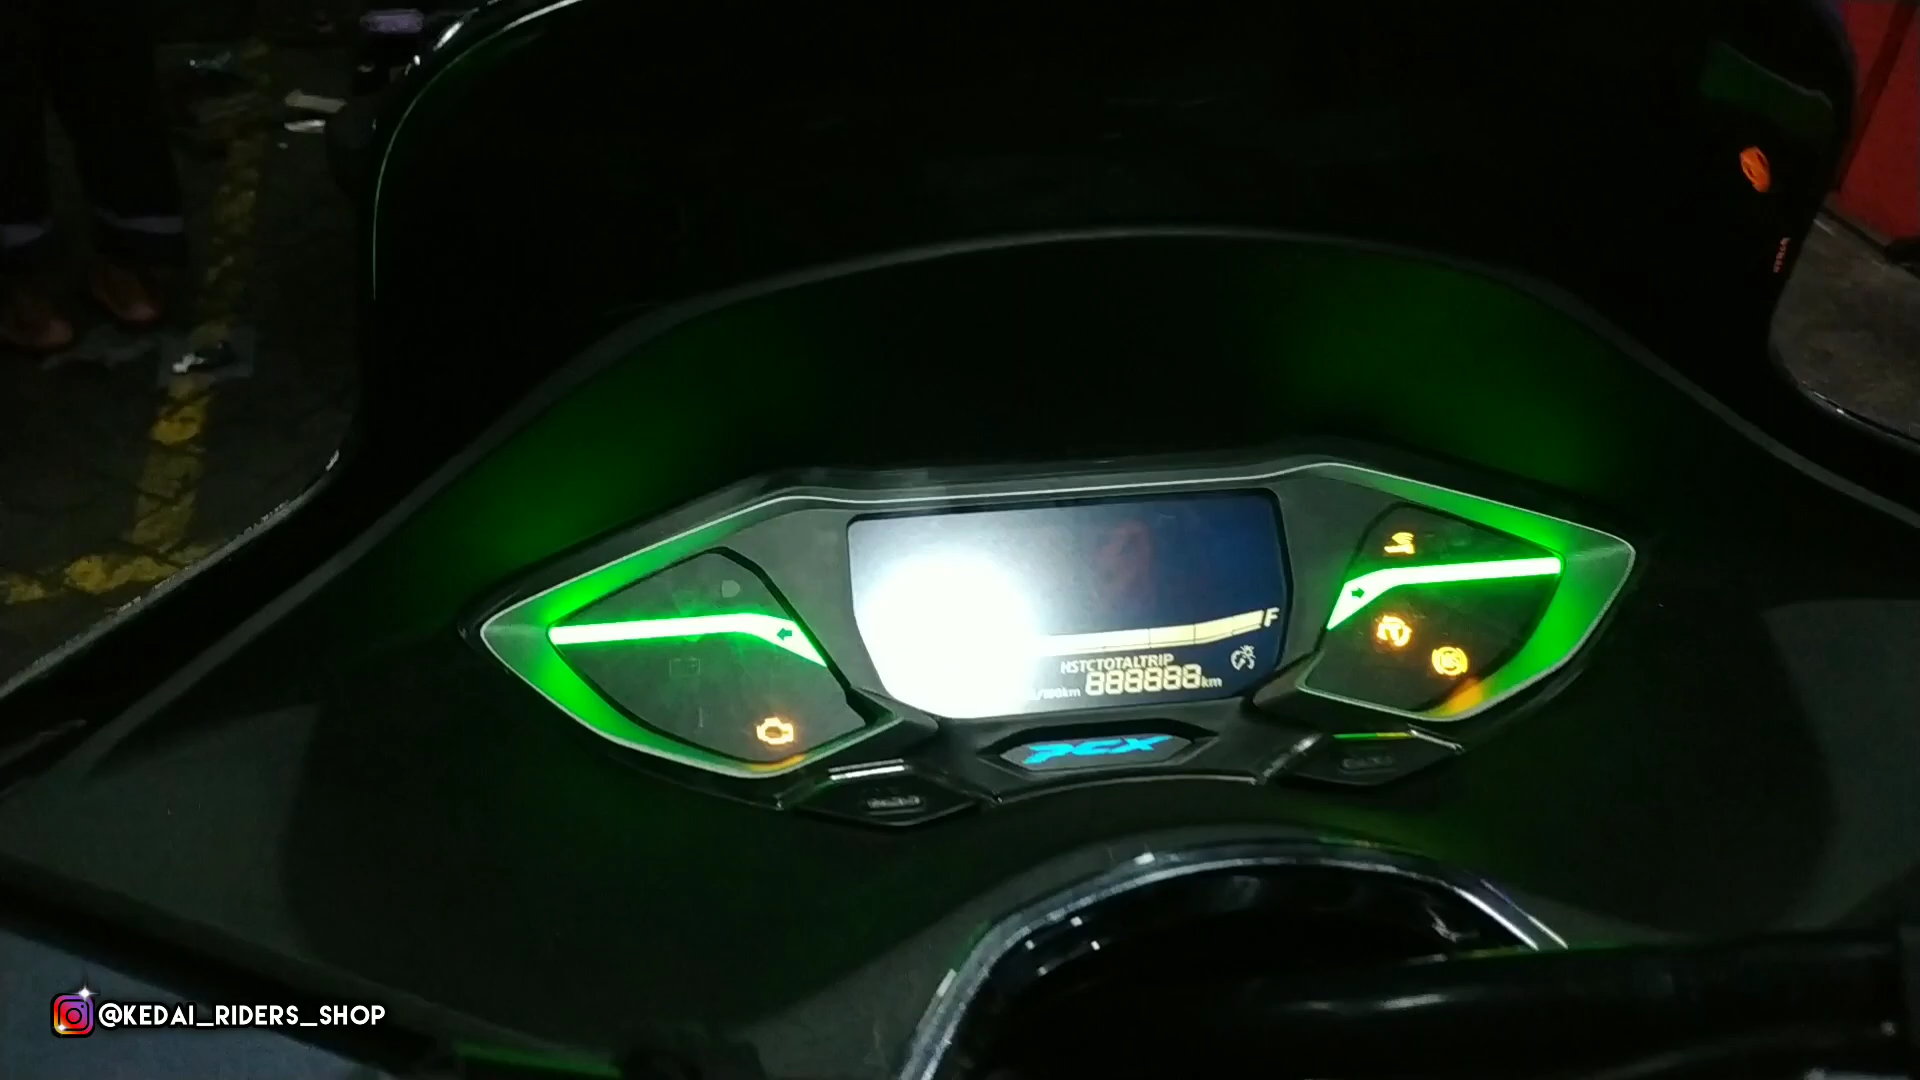 F
HSTCTOTALTRIP
/100km 888888km
PCX
@KEDAI_RIDERS_SHOP